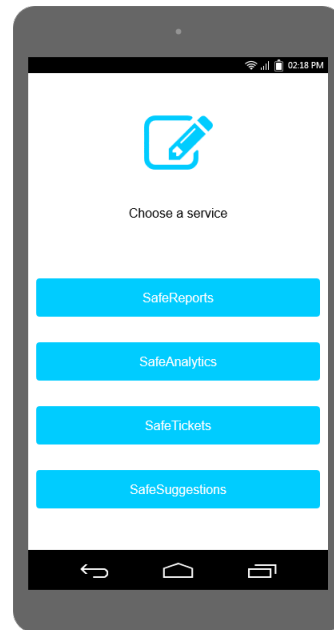 02:18 PM
Choose a service
SafeReports
SafeAnalytics
SafeTickets
SafeSuggestions